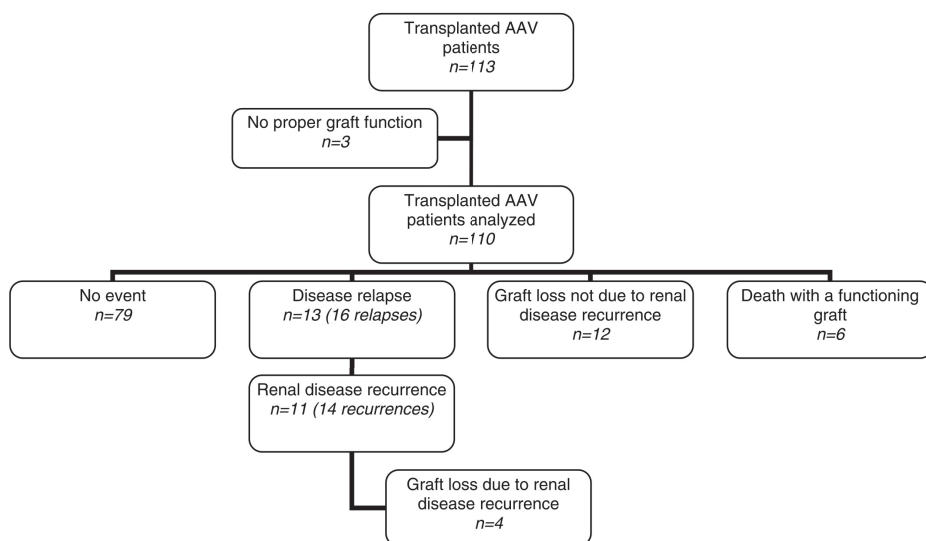 Transplanted AAV
patients
n=113
No proper graft function
n=3
Transplanted AAV
patients analyzed
n=110
No event
n=79
Disease relapse
n=13 (16 relapses)
Graft loss not due to renal
disease recurrence
n=12
Death with a functioning
graft
n=6
Renal disease recurrence
n=11 (14 recurrences)
Graft loss due to renal
disease recurrence
n=4